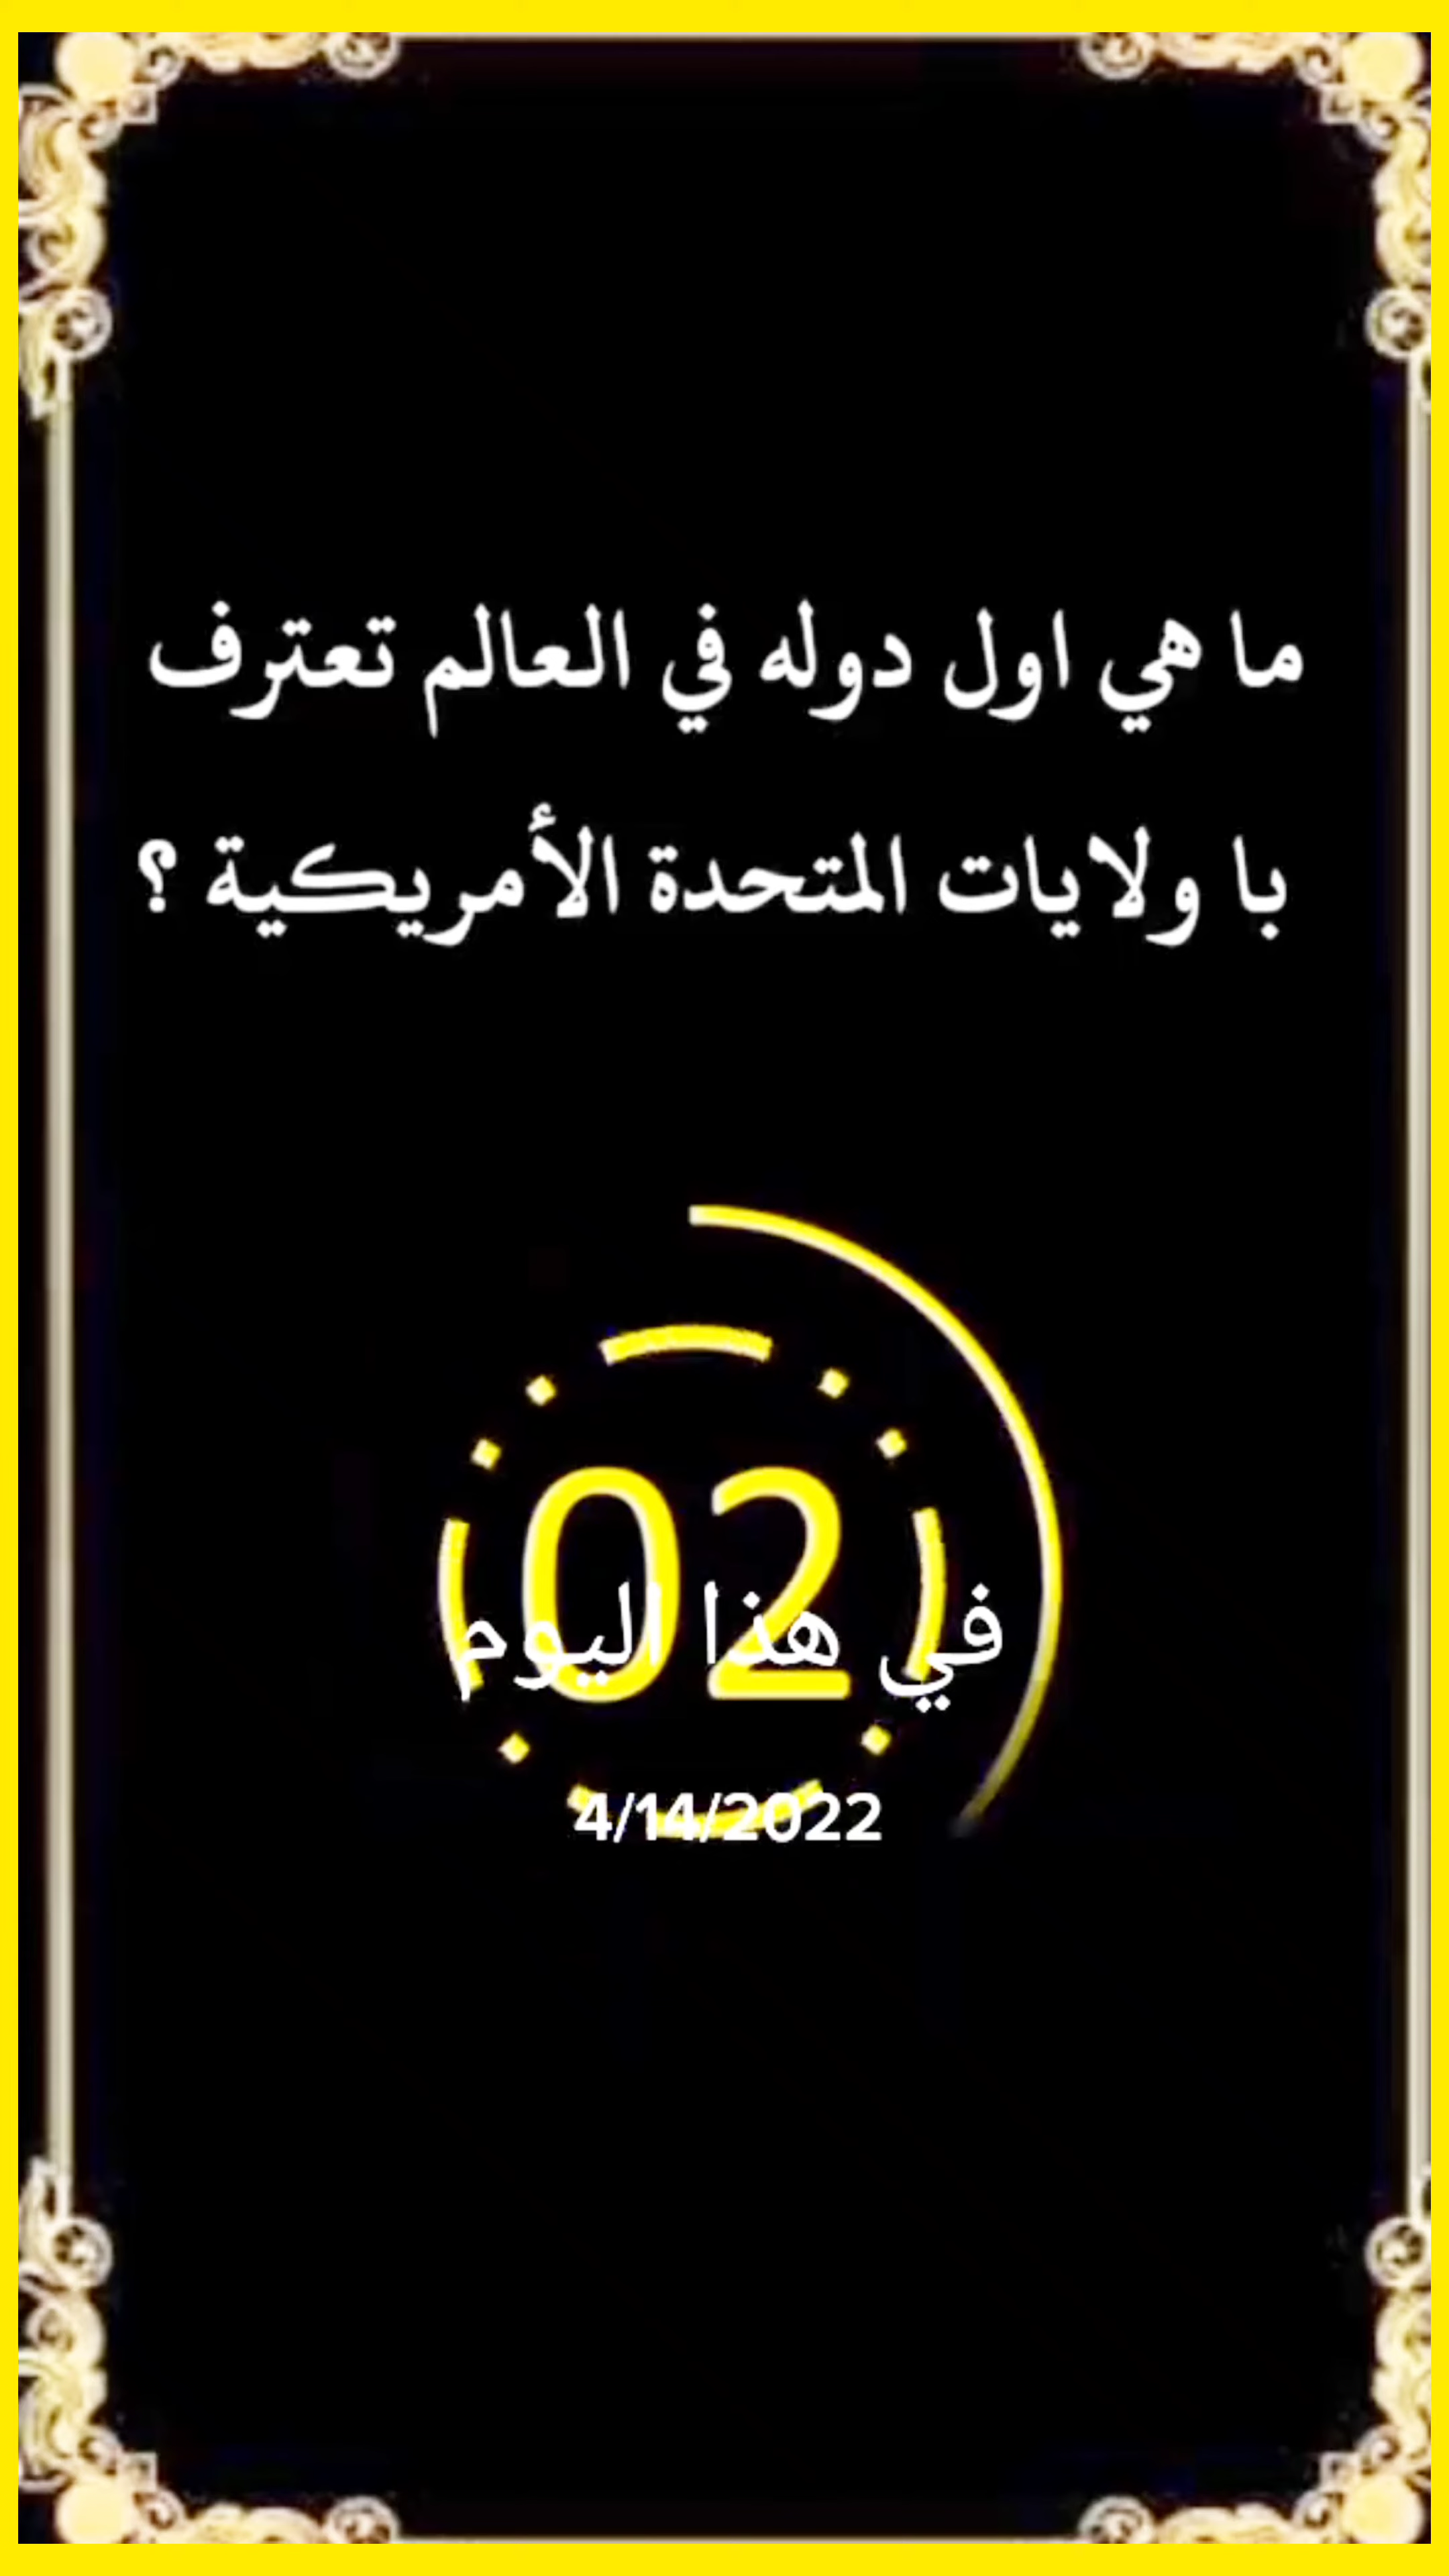 ما هي اول دوله في العالم تعترف
با ولايات المتحدة الأمريكية ؟
02
في هذا اليوم
4/14/2022